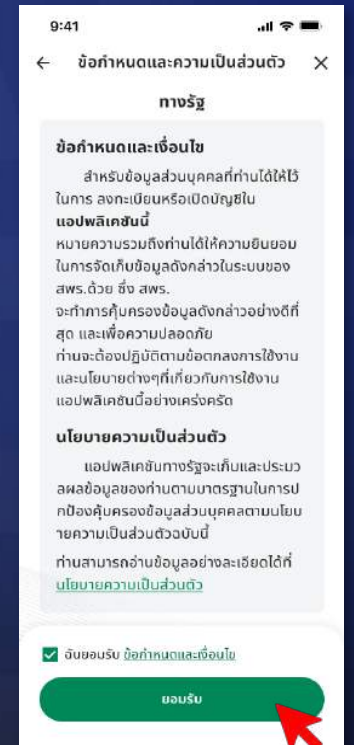 9:41
ข้อกำหนดและความเป็นส่วนตัว
ทางรัฐ
ข้อกำหนดและเงื่อนไข
สำหรับข้อมูลส่วนบุคคลที่ท่านได้ให้ไว้
ในการ ลงทะเบียนหรือเปิดบัญชีใน
แอปพลิเคชันนี้
หมายความรวมถึงท่านได้ให้ความยินยอม
ในการจัดเก็บข้อมูลดังกล่าวในระบบของ
สพร.ด้วย ซึ่ง สพร.
จะทำการคุ้มครองข้อมูลดังกล่าวอย่างดีที่
สุด และเพื่อความปลอดภัย
ท่านจะต้องปฏิบัติตามข้อตกลงการใช้งาน
และนโยบายต่างๆที่เกี่ยวกับการใช้งาน
แอปพลิเคชันนี้อย่างเคร่งครัด
นโยบายความเป็นส่วนตัว
แอปพลิเคชันทางรัฐจะเก็บและประมว
ลผลข้อมูลของท่านตามมาตรฐานในการป
กป้องคุ้มครองข้อมูลส่วนบุคคลตามนโยบ
ายความเป็นส่วนตัวฉบับนี้
ท่านสามารถอ่านข้อมูลอย่างละเอียดได้ที่
นโยบายความเป็นส่วนตัว
ฉันยอมรับ ข้อกำหนดและเงื่อนไข
ยอมรับ